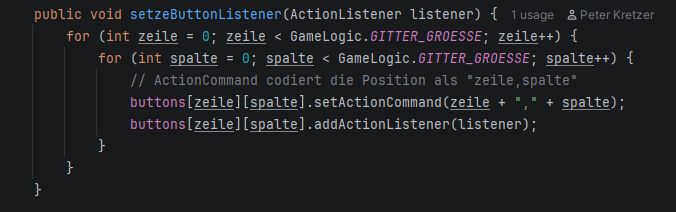 public void setzeButtonListener(ActionListener listener) { 1 usage Peter Kretzer
for (int zeile = 0; zeile < GameLogic.GITTER_GROESSE; zeile++) {
for (int spalte = 0; spalte < GameLogic.GITTER_GROESSE; spalte++) {
// ActionCommand codiert die Position als "zeile,spalte"
buttons[zeile][spalte].setActionCommand(zeile + "," + spalte);
buttons[zeile][spalte].addActionListener(listener);
}
}
}